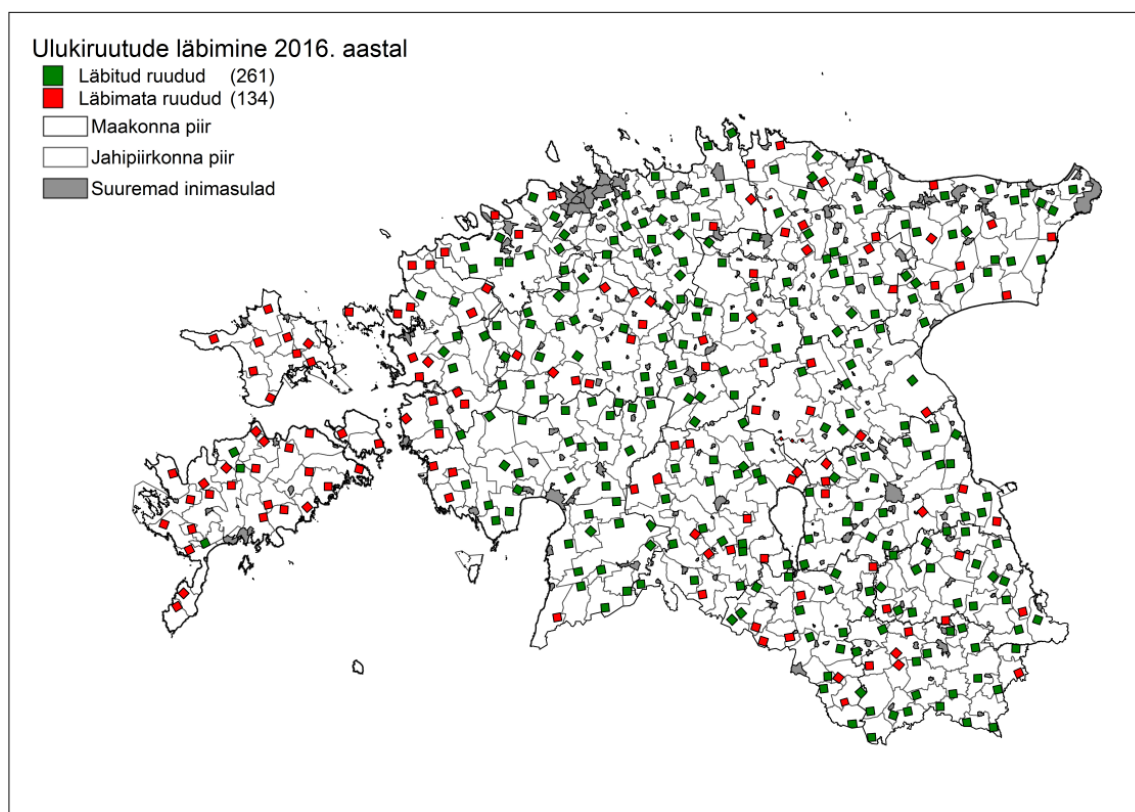 Ulukiruutude läbimine 2016. aastal
Läbitud ruudud (261)
Läbimata ruudud (134)
Maakonna piir
Jahipiirkonna piir
Suuremad inimasulad